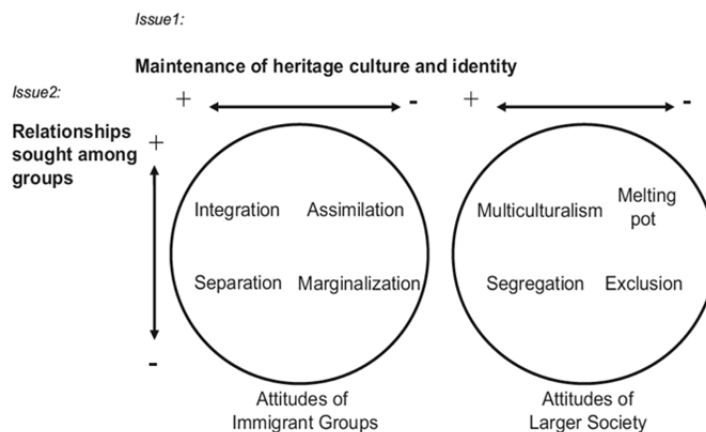 Issue1:
Maintenance of heritage culture and identity
Issue2:
+ - + -
Relationships
sought among
groups
+
Integration Assimilation Multiculturalism Melting
pot
Separation Marginalization Segregation Exclusion
-
Attitudes of
Immigrant Groups
Attitudes of
Larger Society